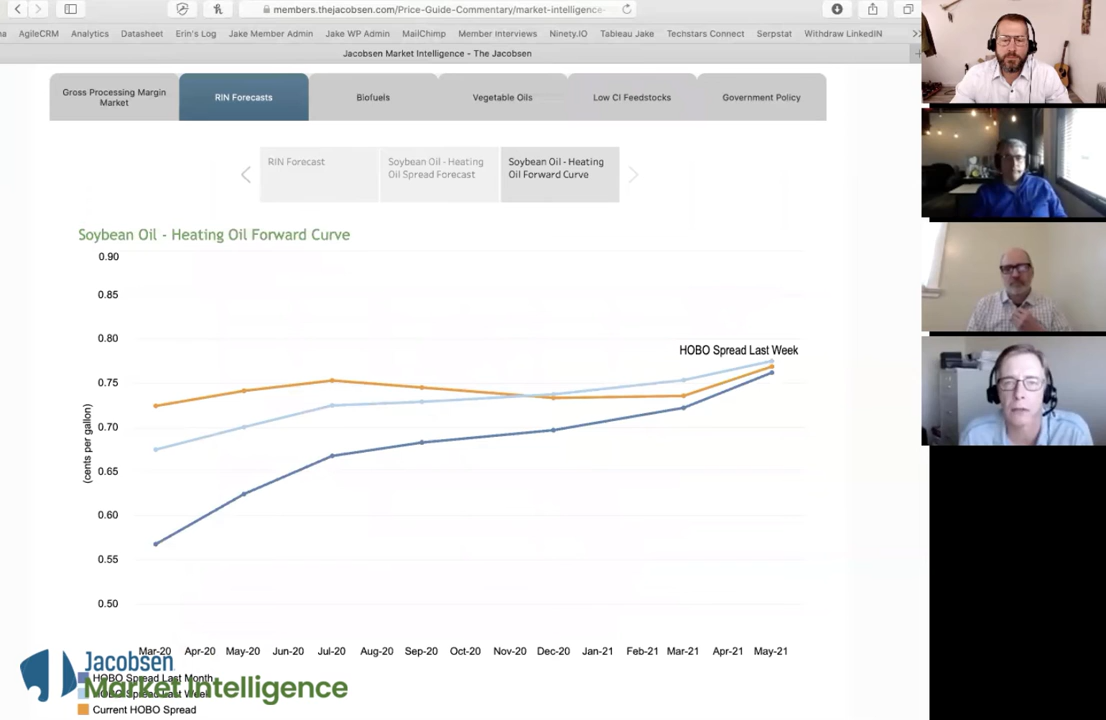 members.thejacobsen.com/Price-Guide-Commentary/market-intelligence-
na AgileCRM Analytics Datasheet Erin's Log Jake Member Admin Jake WP Admin MailChimp Member Interviews Ninety.IO Tableau Jake Techstars Connect Serpstat Withdraw LinkedIN >>
Jacobsen Market Intelligence - The Jacobsen
Gross Processing Margin
Market
RIN Forecasts
Biofuels
Vegetable Oils
Low CI Feedstocks
Government Policy
RIN Forecast
Soybean Oil - Heating
Oil Spread Forecast
Soybean Oil - Heating
Oil Forward Curve
Soybean Oil - Heating Oil Forward Curve
0.90
0.85
0.80
0.75
0.70
0.65
0.60
0.55
0.50
(cents per gallon)
HOBO Spread Last Week
Mar-20 Apr-20 May-20 Jun-20 Jul-20 Aug-20 Sep-20 Oct-20 Nov-20 Dec-20 Jan-21 Feb-21 Mar-21 Apr-21 May-21
Jacobsen
Market Intelligence
HOBO Spread Last Month
HOBO Spread Last Week
Current HOBO Spread